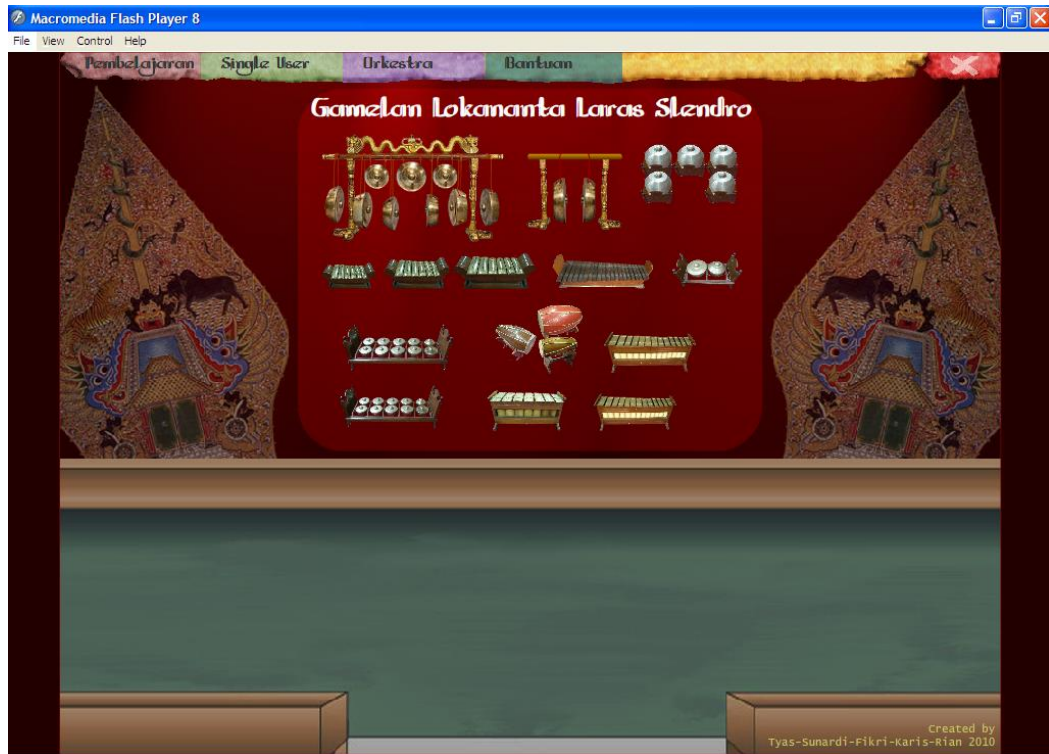 Macromedia Flash Player 8
File View Control Help
Pembelajaran Single User Orkestra Bantuan
Gamelan Lokananta Laras Slendro
Created by
Tyas-Sunardi-Fikri-Karis-Rian 2010